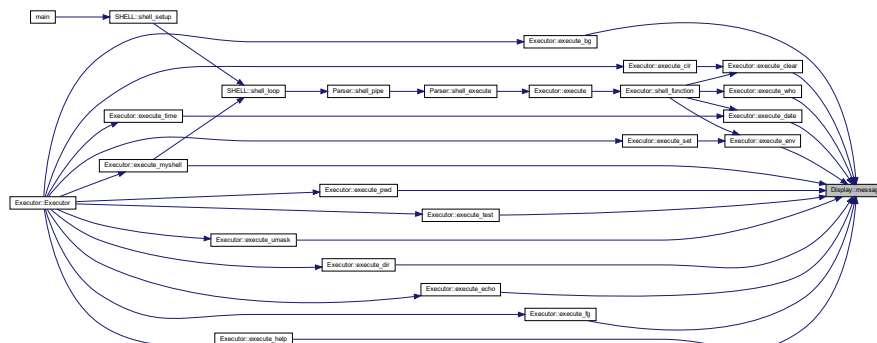 main
SHELL::shell_setup
Executor::execute_bg
Executor::execute_clr
Executor::execute_clear
SHELL::shell_loop
Parser::shell_pipe
Parser::shell_execute
Executor::execute
Executor::shell_function
Executor::execute_who
Executor::execute_time
Executor::execute_date
Executor::execute_set
Executor::execute_env
Executor::execute_myshell
Executor::execute_pwd
Display::messag
Executor::Executor
Executor::execute_test
Executor::execute_umask
Executor::execute_dir
Executor::execute_echo
Executor::execute_fg
Executor::execute_help